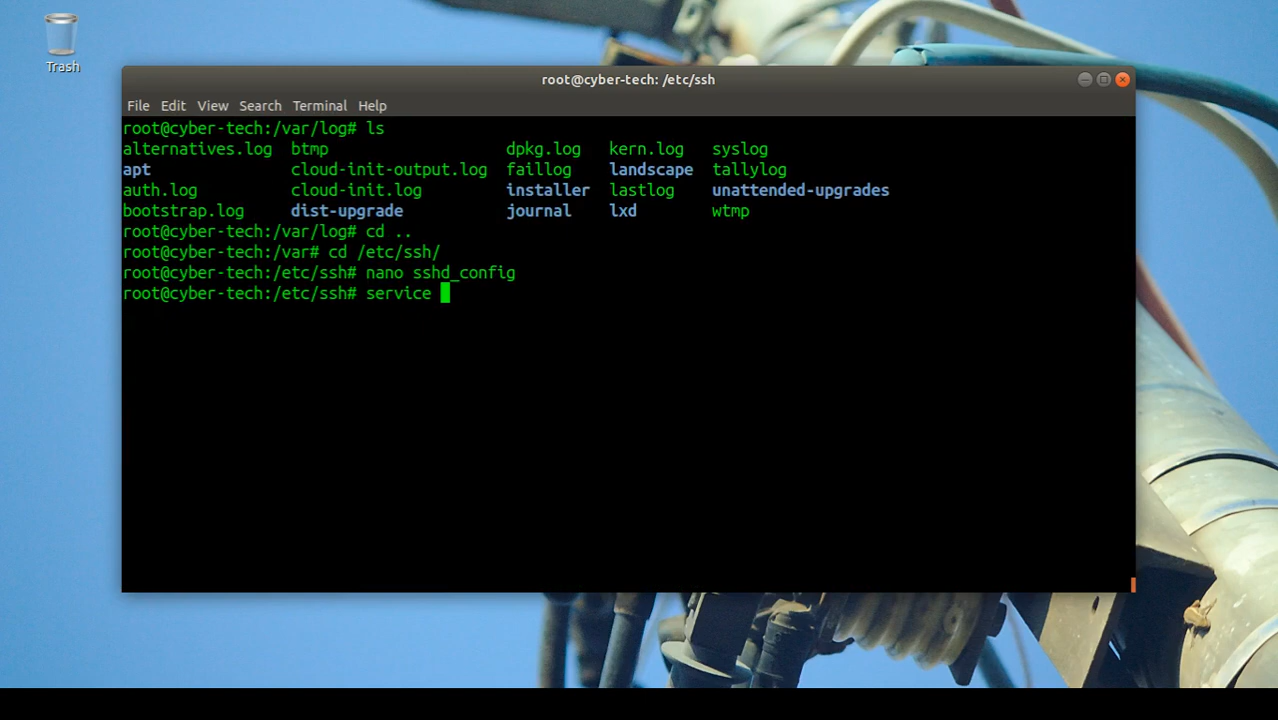 Trash
root@cyber-tech: /etc/ssh
File Edit View Search Terminal Help
root@cyber-tech:/var/log# ls
alternatives.log btmp dpkg.log kern.log syslog
apt cloud-init-output.log faillog landscape tallylog
auth.log cloud-init.log installer lastlog unattended-upgrades
bootstrap.log dist-upgrade journal lxd wtmp
root@cyber-tech:/var/log# cd ..
root@cyber-tech:/var# cd /etc/ssh/
root@cyber-tech:/etc/ssh# nano sshd_config
root@cyber-tech:/etc/ssh# service